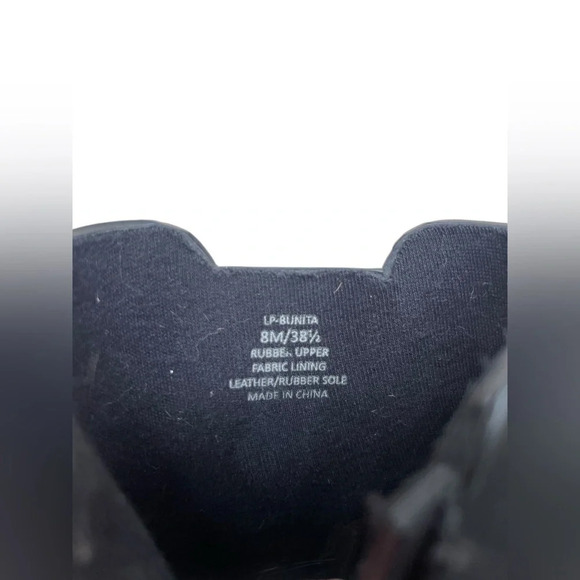 LP-BUNITA
8M/38½
RUBBER UPPER
FABRIC LINING
LEATHER/RUBBER SOLE
MADE IN CHINA